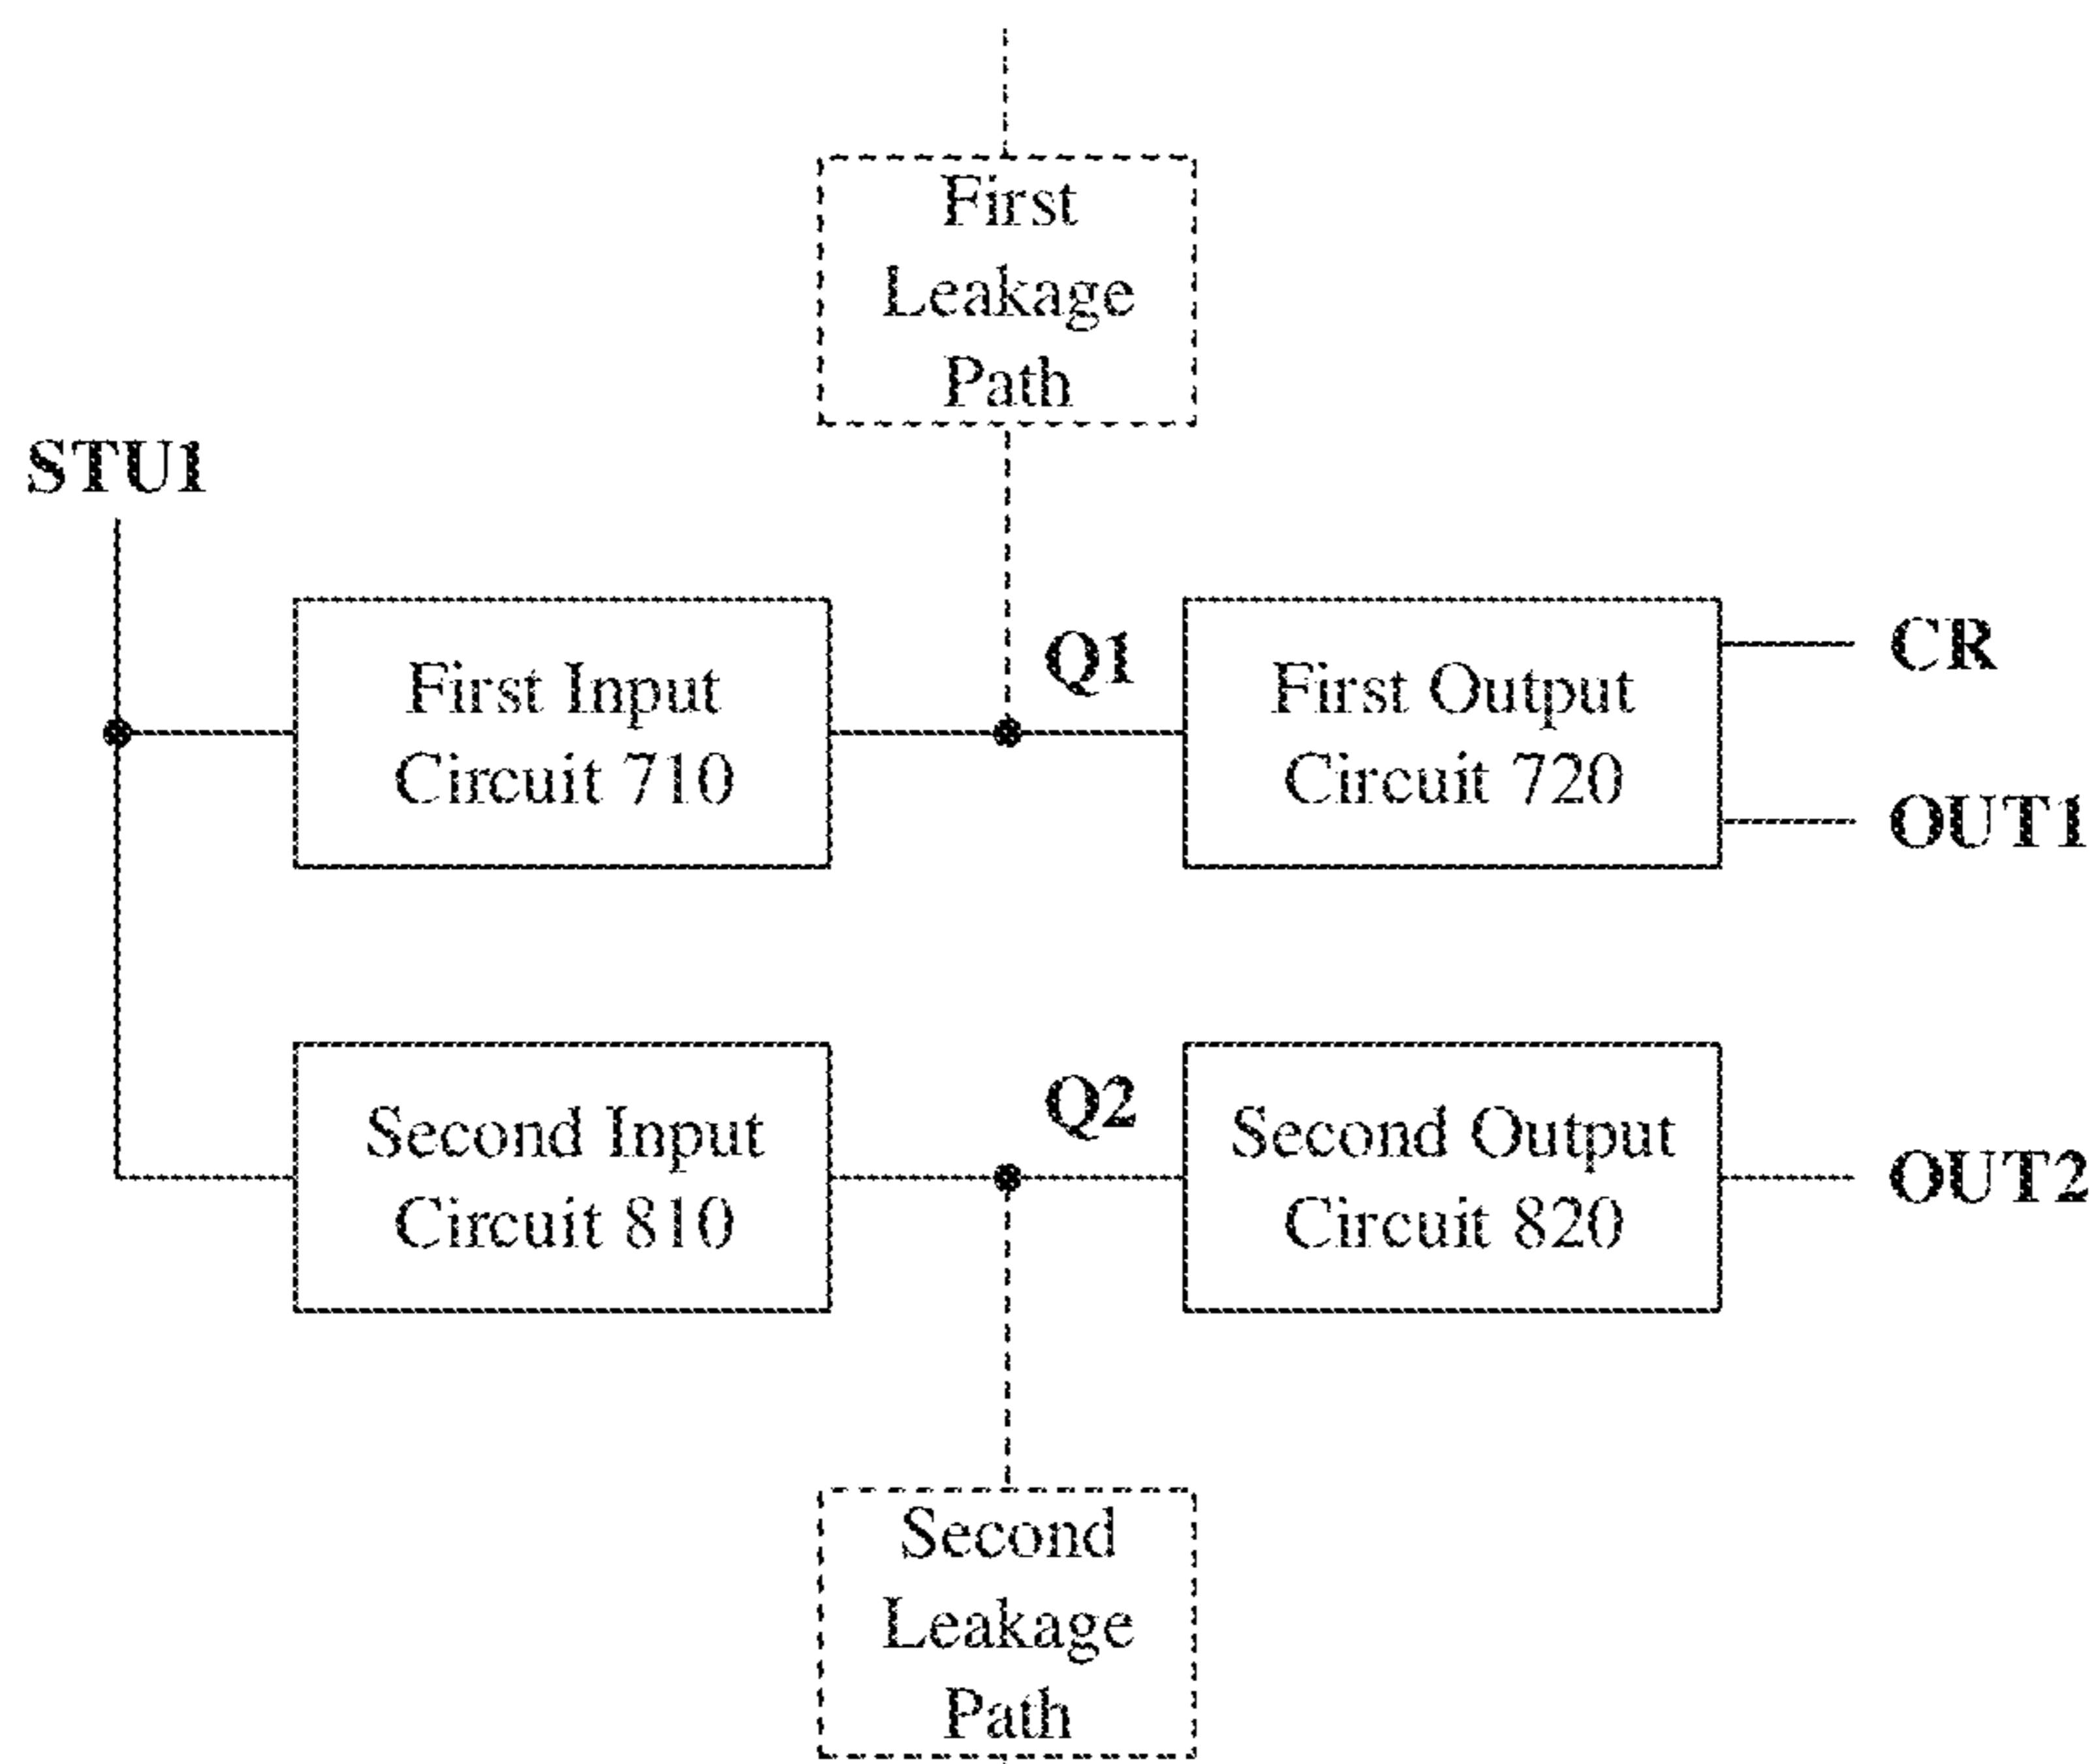 First
Leakage
Path
STU1
First Input
Circuit 710
Q1
First Output
Circuit 720
CR
OUT1
Second Input
Circuit 810
Q2
Second Output
Circuit 820
OUT2
Second
Leakage
Path